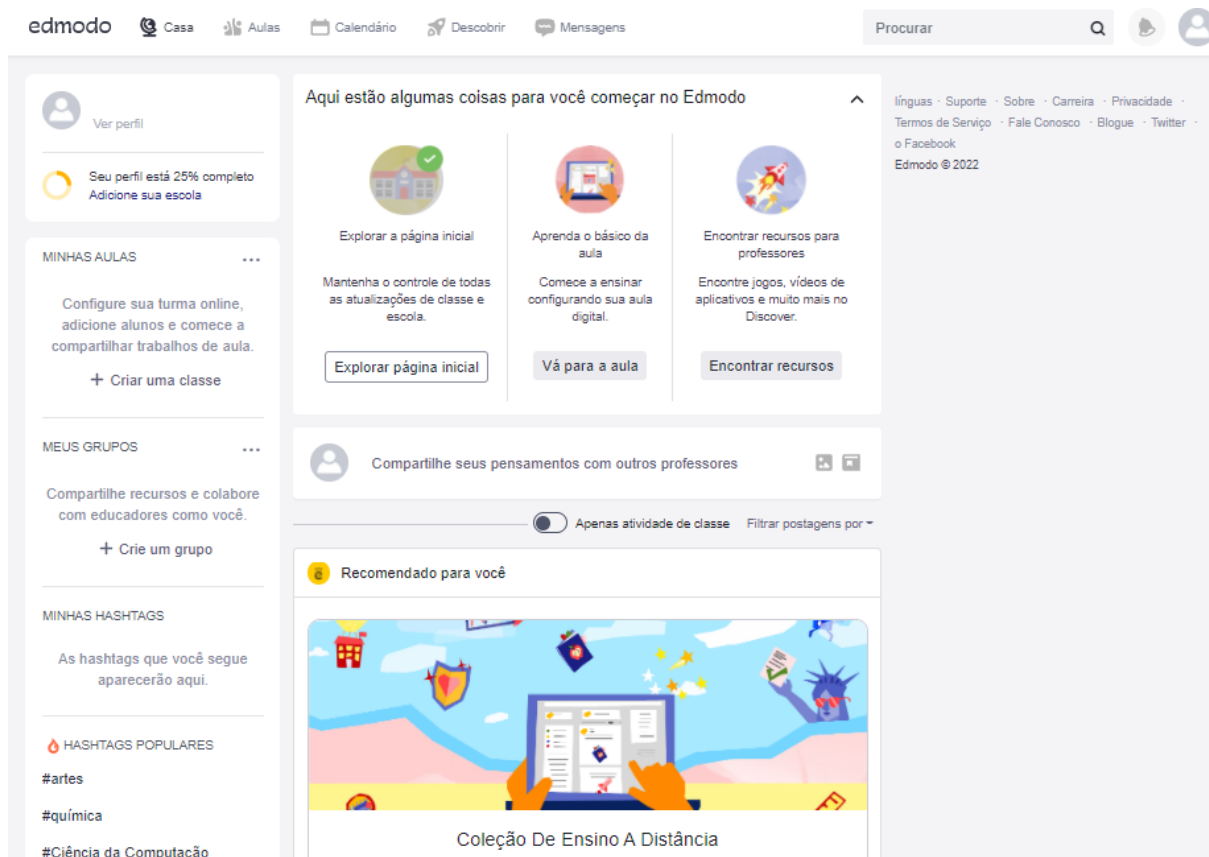 edmodo
Casa
Aulas
Calendário
Descobrir
Mensagens
Procurar
Ver perfil
Seu perfil está 25% completo
Adicione sua escola
MINHAS AULAS
Configure sua turma online,
adicione alunos e comece a
compartilhar trabalhos de aula.
+ Criar uma classe
MEUS GRUPOS
Compartilhe recursos e colabore
com educadores como você.
+ Crie um grupo
MINHAS HASHTAGS
As hashtags que você segue
aparecerão aqui.
HASHTAGS POPULARES
#artes
#química
#Ciência da Computação
Aqui estão algumas coisas para você começar no Edmodo
Explorar a página inicial
Mantenha o controle de todas
as atualizações de classe e
escola.
Explorar página inicial
Aprenda o básico da
aula
Comece a ensinar
configurando sua aula
digital.
Vá para a aula
Encontrar recursos para
professores
Encontre jogos, vídeos de
aplicativos e muito mais no
Discover.
Encontrar recursos
Compartilhe seus pensamentos com outros professores
Apenas atividade de classe
Filtrar postagens por
Recomendado para você
Coleção De Ensino A Distância
línguas · Suporte · Sobre · Carreira · Privacidade ·
Termos de Serviço · Fale Conosco · Blogue · Twitter ·
o Facebook
Edmodo © 2022